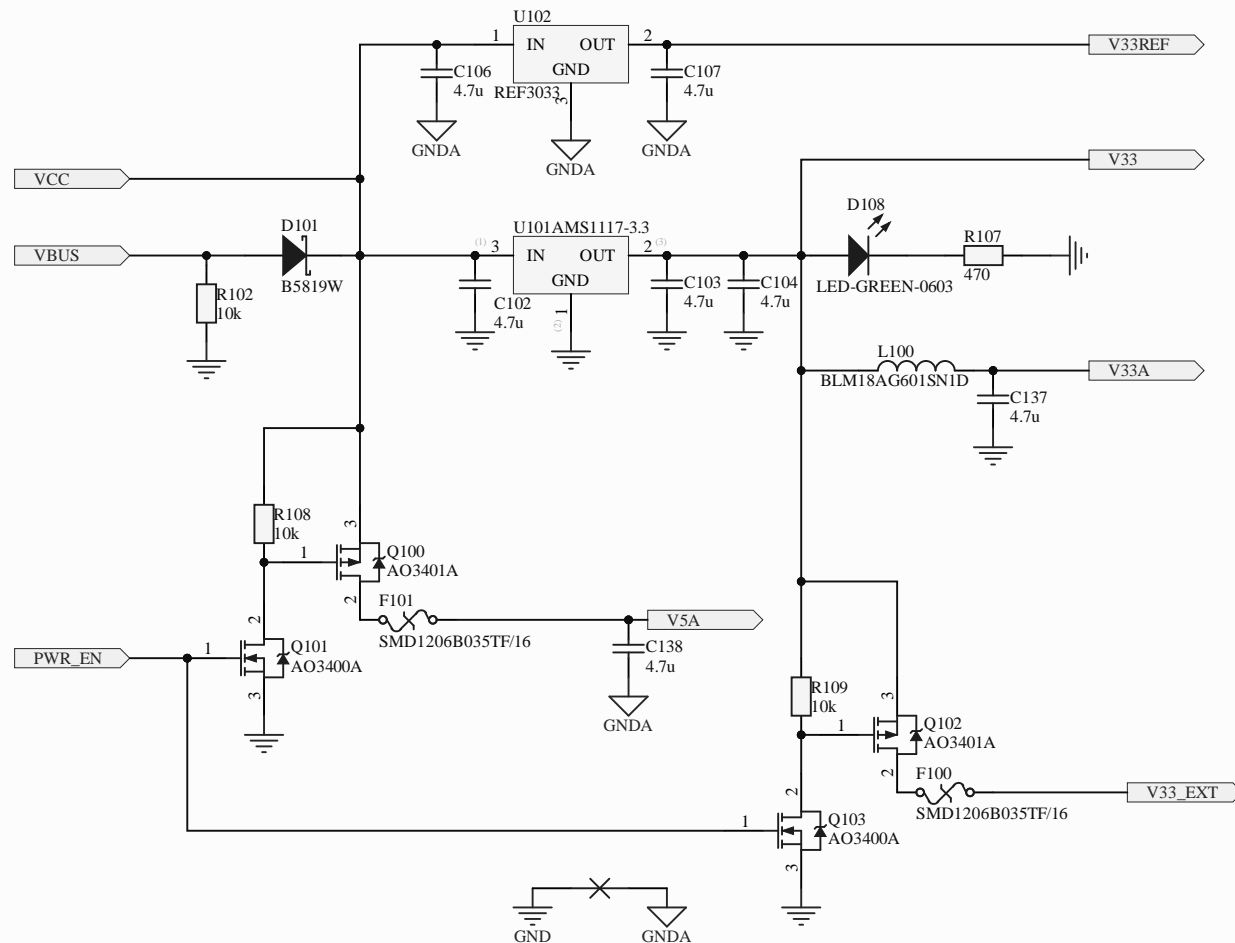 U102
1 IN OUT 2
GND
REF3033
3
C106
4.7u
C107
4.7u
V33REF
GNDA
GNDA
GNDA
VCC
V33
D101
B5819W
VBUS
R102
10k
U101AMS1117-3.3
(1) 3 IN OUT 2 (3)
GND
(2) 1
C102
4.7u
C103
4.7u
C104
4.7u
D108
LED-GREEN-0603
R107
470
L100
BLM18AG601SN1D
V33A
C137
4.7u
R108
10k
3
1
Q100
AO3401A
2
F101
SMD1206B035TF/16
V5A
C138
4.7u
GNDA
PWR_EN
2
1
Q101
AO3400A
3
R109
10k
3
1
Q102
AO3401A
2
F100
SMD1206B035TF/16
V33_EXT
2
1
Q103
AO3400A
3
GND
GNDA